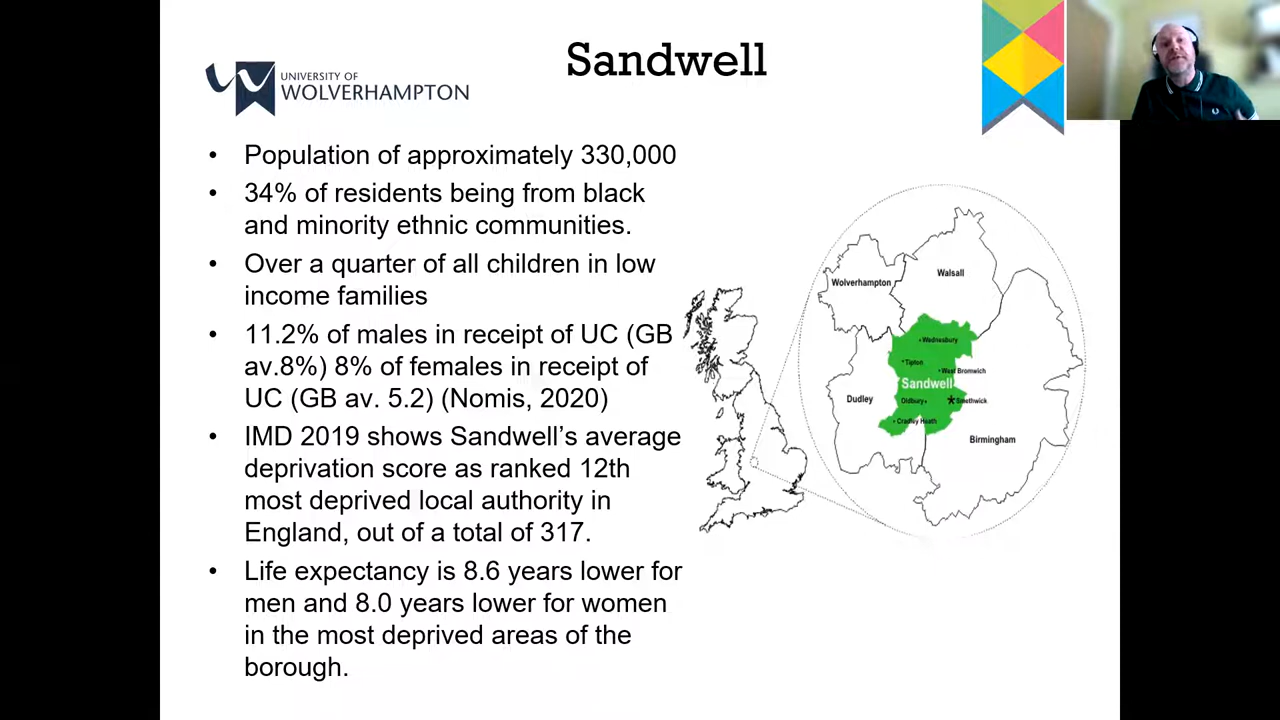 Sandwell
UNIVERSITY OF
WOLVERHAMPTON
• Population of approximately 330,000
• 34% of residents being from black
and minority ethnic communities.
• Over a quarter of all children in low
income families
• 11.2% of males in receipt of UC (GB
av.8%) 8% of females in receipt of
UC (GB av. 5.2) (Nomis, 2020)
• IMD 2019 shows Sandwell’s average
deprivation score as ranked 12th
most deprived local authority in
England, out of a total of 317.
• Life expectancy is 8.6 years lower for
men and 8.0 years lower for women
in the most deprived areas of the
borough.
Walsall
Wolverhampton
Wednesbury
Tipton
West Bromwich
Sandwell
Dudley
Oldbury
Smethwick
Cradley Heath
Birmingham